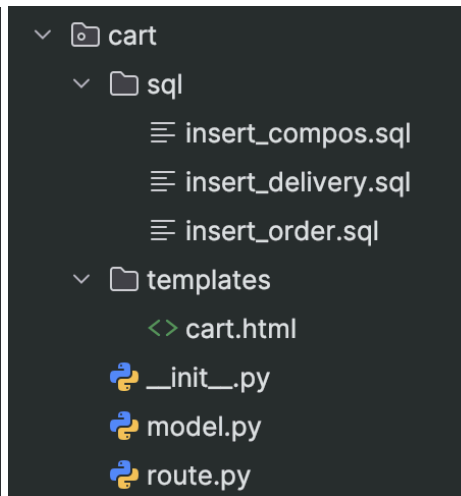 cart
sql
insert_compos.sql
insert_delivery.sql
insert_order.sql
templates
cart.html
__init__.py
model.py
route.py